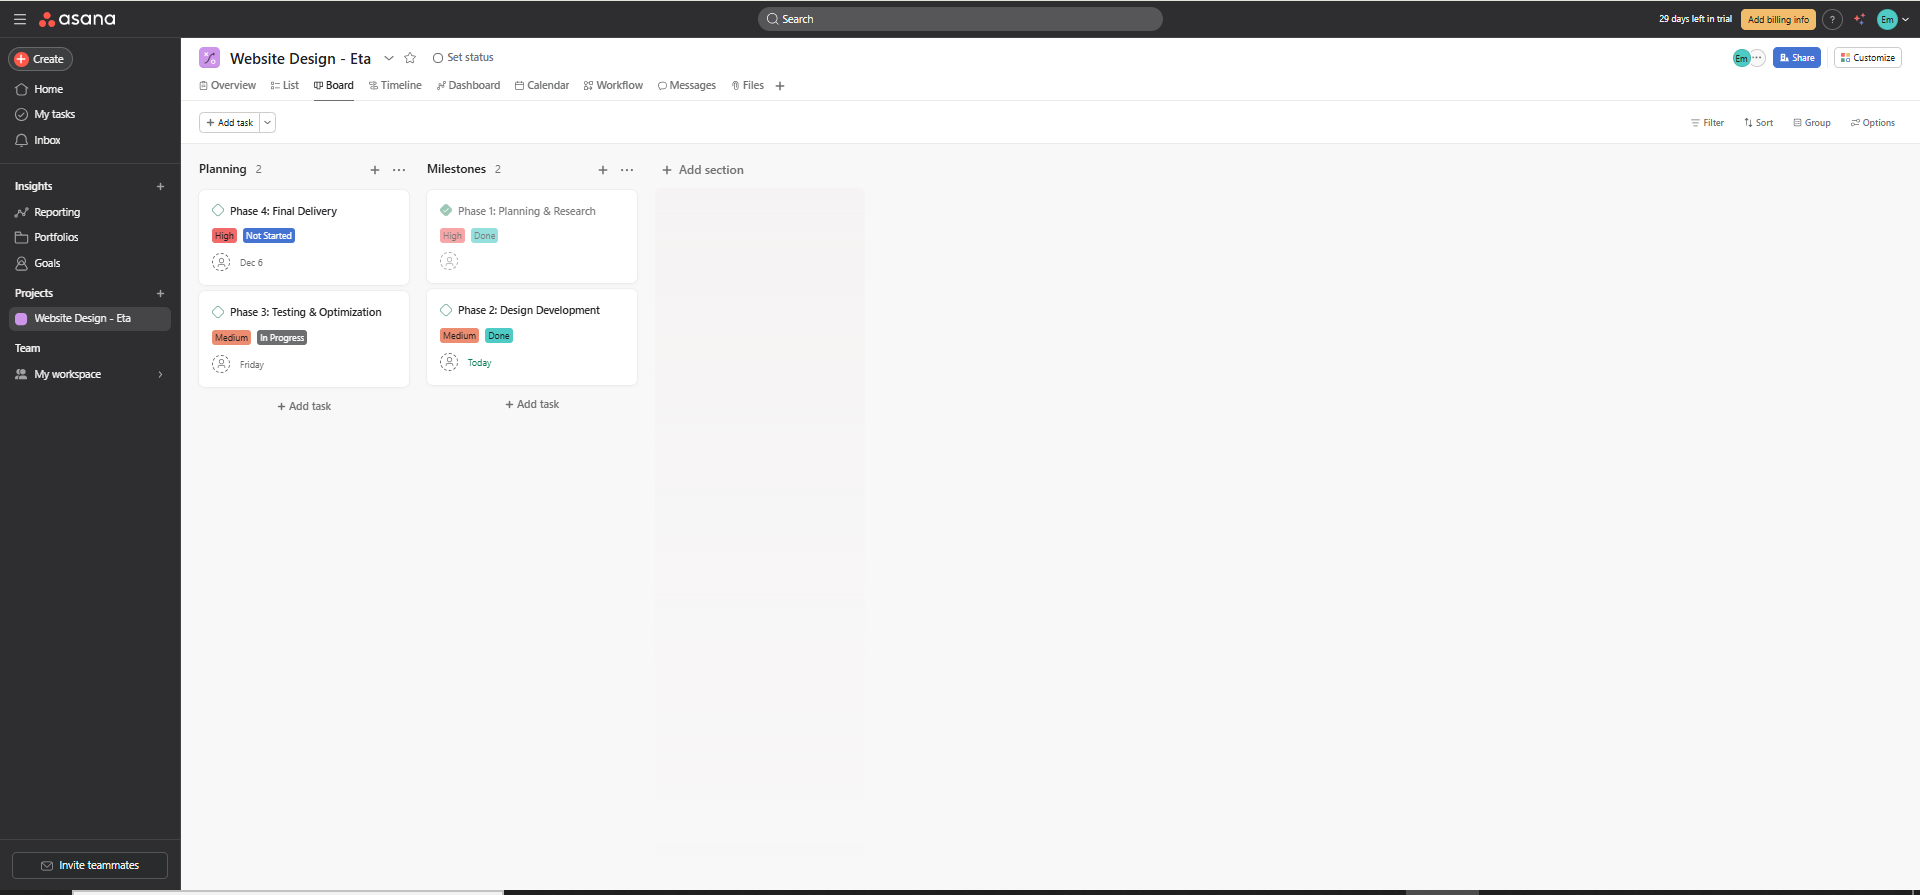 asana
Search
29 days left in trial
Add billing info
?
Em
Create
Home
My tasks
Inbox
Insights
Reporting
Portfolios
Goals
Projects
Website Design - Eta
Team
My workspace
Invite teammates
Website Design - Eta
Set status
Em
Share
Customize
Overview
List
Board
Timeline
Dashboard
Calendar
Workflow
Messages
Files
Add task
Filter
Sort
Group
Options
Planning 2
Phase 4: Final Delivery
High Not Started
Dec 6
Phase 3: Testing & Optimization
Medium In Progress
Friday
+ Add task
Milestones 2
Phase 1: Planning & Research
High Done
Phase 2: Design Development
Medium Done
Today
+ Add task
+ Add section